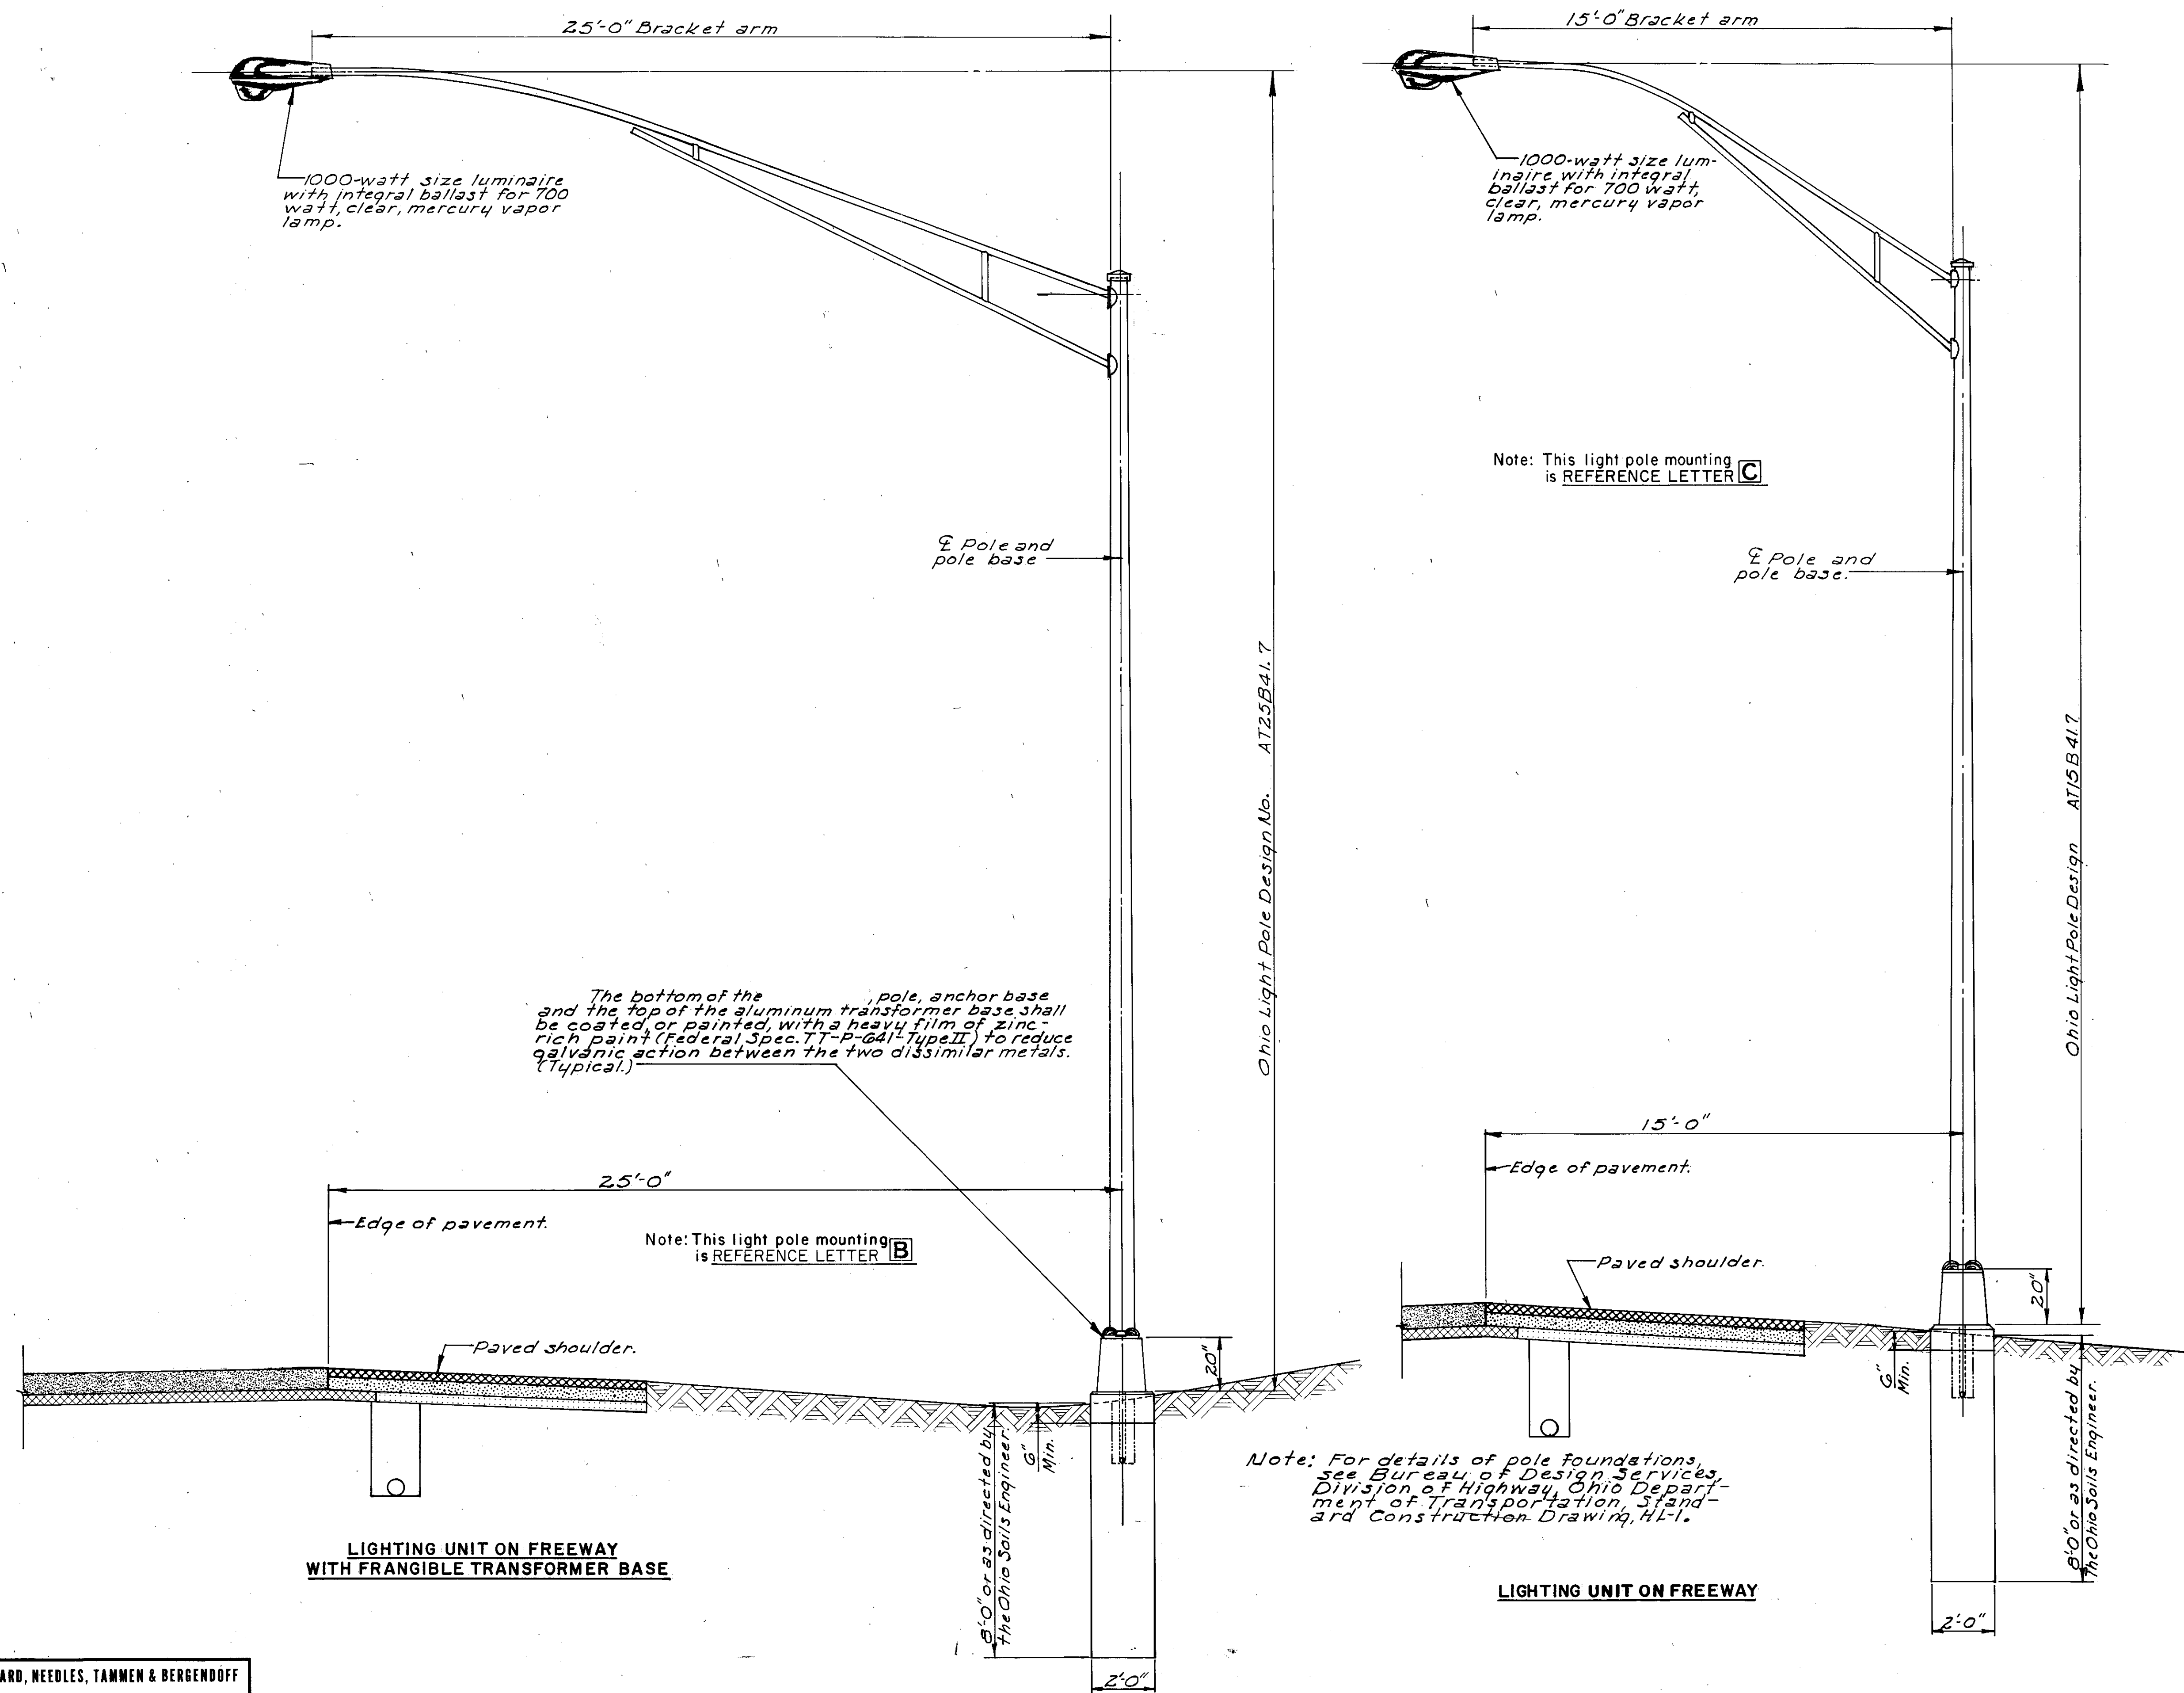 25'-0" Bracket arm
1000-watt size luminaire
with integral ballast for 700
watt, clear, mercury vapor
lamp.
℄ Pole and
pole base
Ohio Light Pole Design No. AT25B41.7
The bottom of the , pole, anchor base
and the top of the aluminum transformer base shall
be coated, or painted, with a heavy film of zinc-
rich paint (Federal Spec. TT-P-641-Type II) to reduce
galvanic action between the two dissimilar metals.
(Typical.)
25'-0"
Edge of pavement.
Note: This light pole mounting
is REFERENCE LETTER B
Paved shoulder.
20"
6"
Min.
8'-0" or as directed by
the Ohio Soils Engineer.
2'-0"
LIGHTING UNIT ON FREEWAY
WITH FRANGIBLE TRANSFORMER BASE
ARD, NEEDLES, TAMMEN & BERGENDOFF
15'-0" Bracket arm
1000-watt size lum-
inaire with integral
ballast for 700 watt,
clear, mercury vapor
lamp.
Note: This light pole mounting
is REFERENCE LETTER C
℄ Pole and
pole base.
Ohio Light Pole Design AT15B41.7
15'-0"
Edge of pavement.
Paved shoulder.
20"
6"
Min.
8'-0" or as directed by
the Ohio Soils Engineer.
2'-0"
Note: For details of pole foundations,
see Bureau of Design Services,
Division of Highway, Ohio Depart-
ment of Transportation, Stand-
ard Construction Drawing, HL-1.
LIGHTING UNIT ON FREEWAY